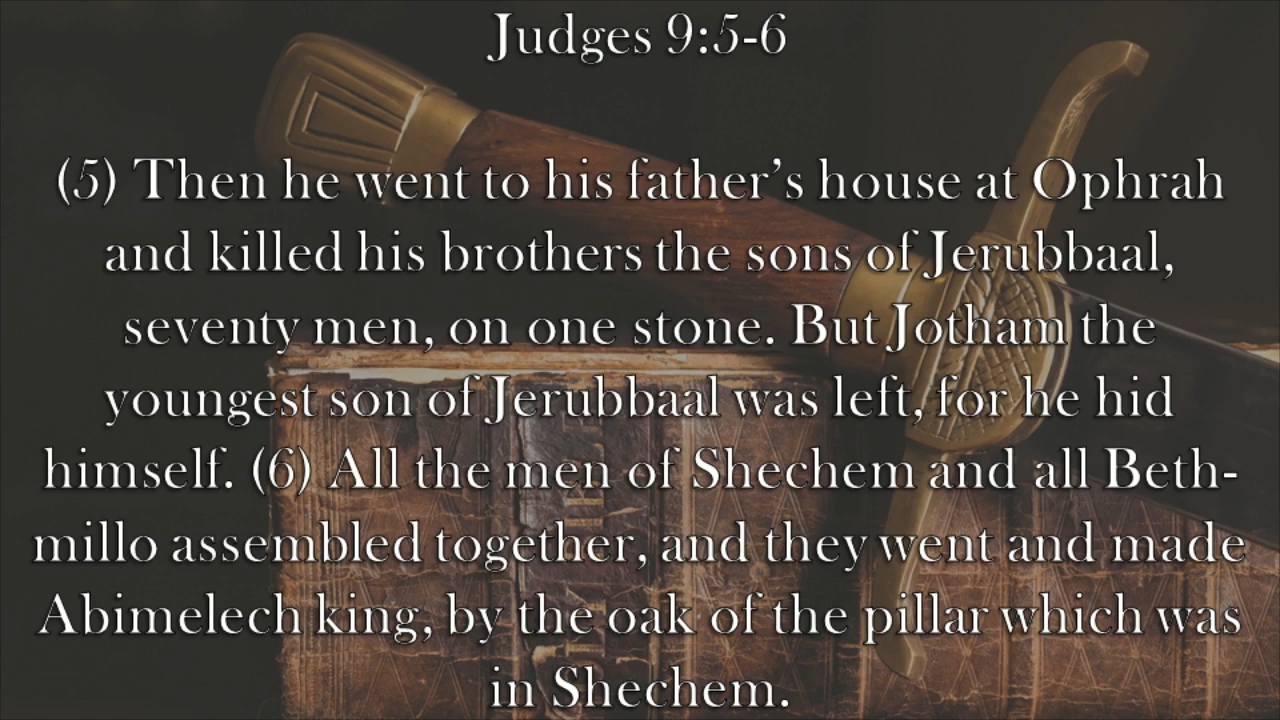 Judges 9:5-6
(5) Then he went to his father’s house at Ophrah
and killed his brothers the sons of Jerubbaal,
seventy men, on one stone. But Jotham the
youngest son of Jerubbaal was left, for he hid
himself. (6) All the men of Shechem and all Beth-
millo assembled together, and they went and made
Abimelech king, by the oak of the pillar which was
in Shechem.